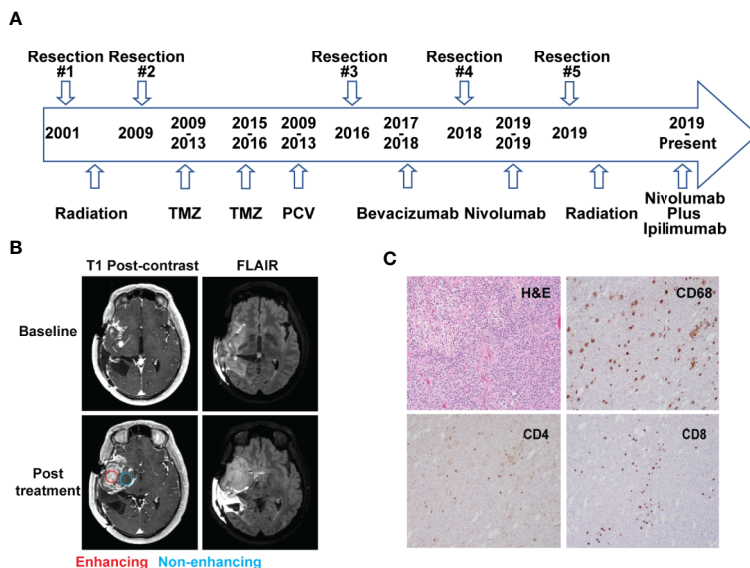 A
Resection #1
Resection #2
Resection #3
Resection #4
Resection #5
2001
2009
2009 - 2013
2015 - 2016
2009 - 2013
2016
2017 - 2018
2018
2019 - 2019
2019
2019 - Present
Radiation
TMZ
TMZ
PCV
Bevacizumab
Nivolumab
Radiation
Nivolumab Plus Ipilimumab
B
T1 Post-contrast
FLAIR
Baseline
Post treatment
Enhancing
Non-enhancing
C
H&E
CD68
CD4
CD8